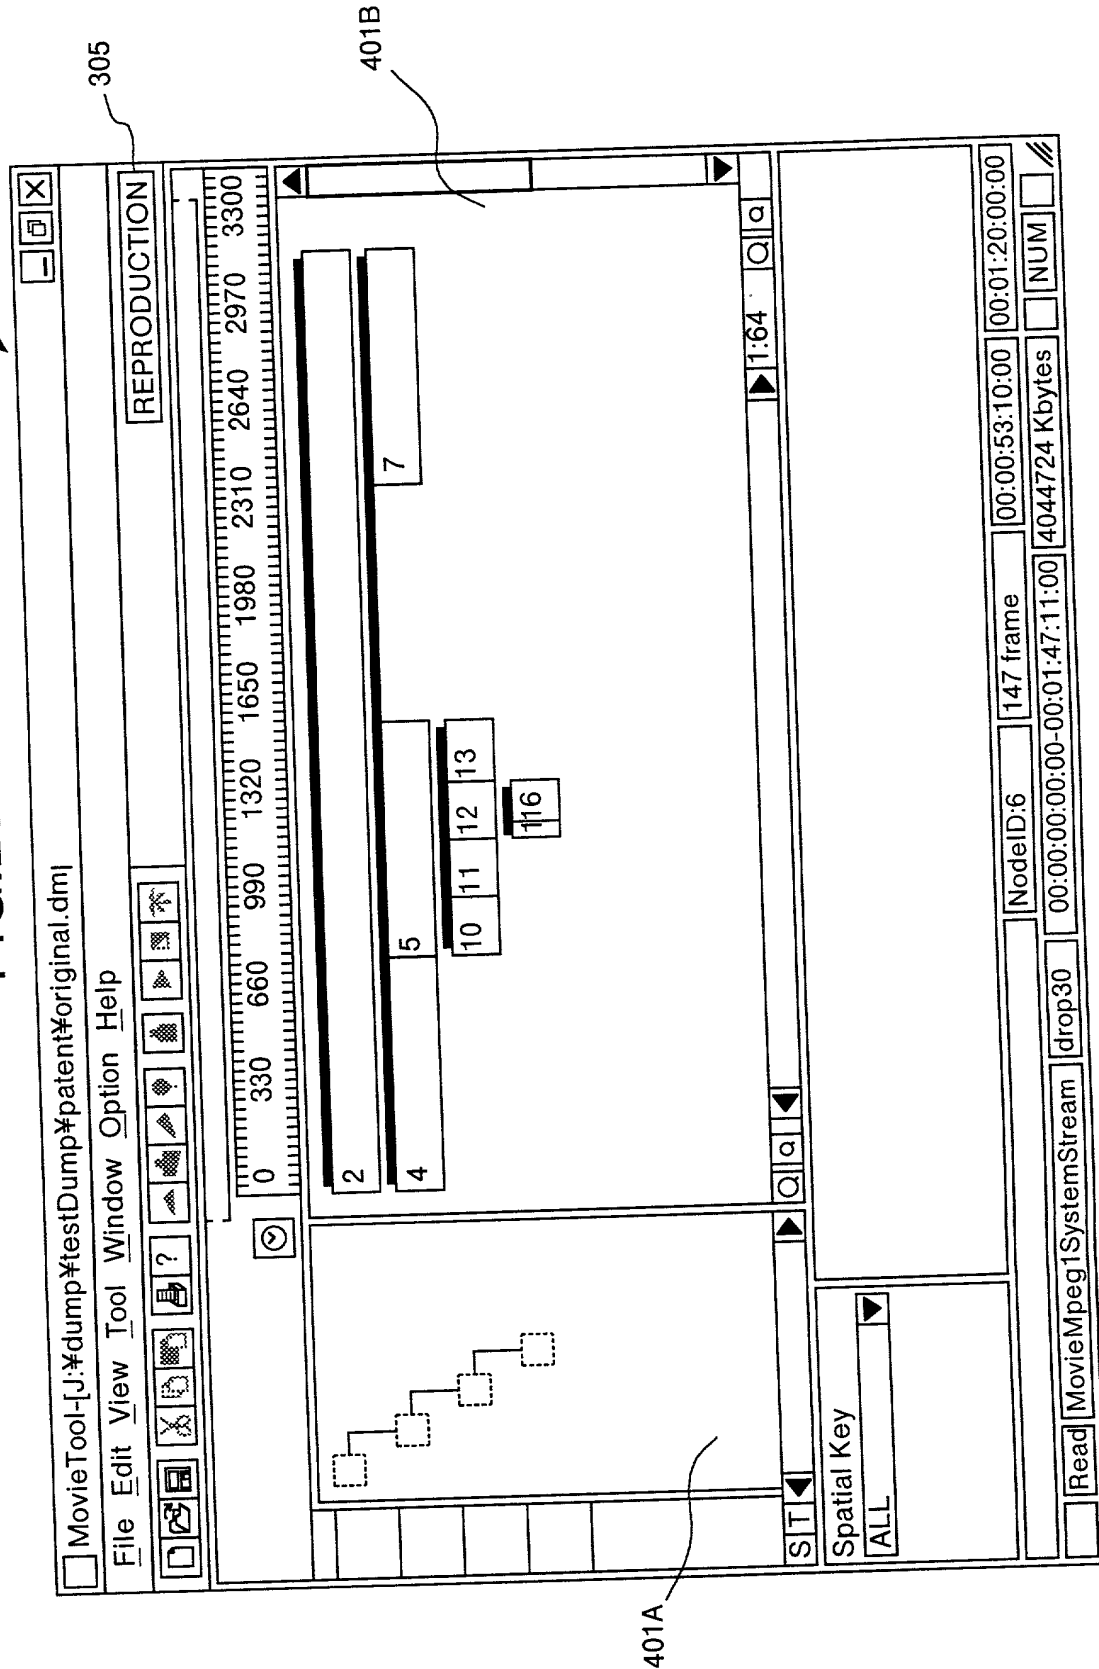 305
401B
MovieTool-[J:¥dump¥testDump¥patent¥original.dm|
File Edit View Tool Window Option Help
?
REPRODUCTION
0 330 660 990 1320 1650 1980 2310 2640 2970 3300
2
4 5 7
10 11 12 13
116
S T
1:64
Spatial Key
ALL
NodeID:6 147 frame 00:00:53:10:00 00:01:20:00:00
Read MovieMpeg1SystemStream drop30 00:00:00:00:00-00:01:47:11:00 4044724 Kbytes NUM
401A